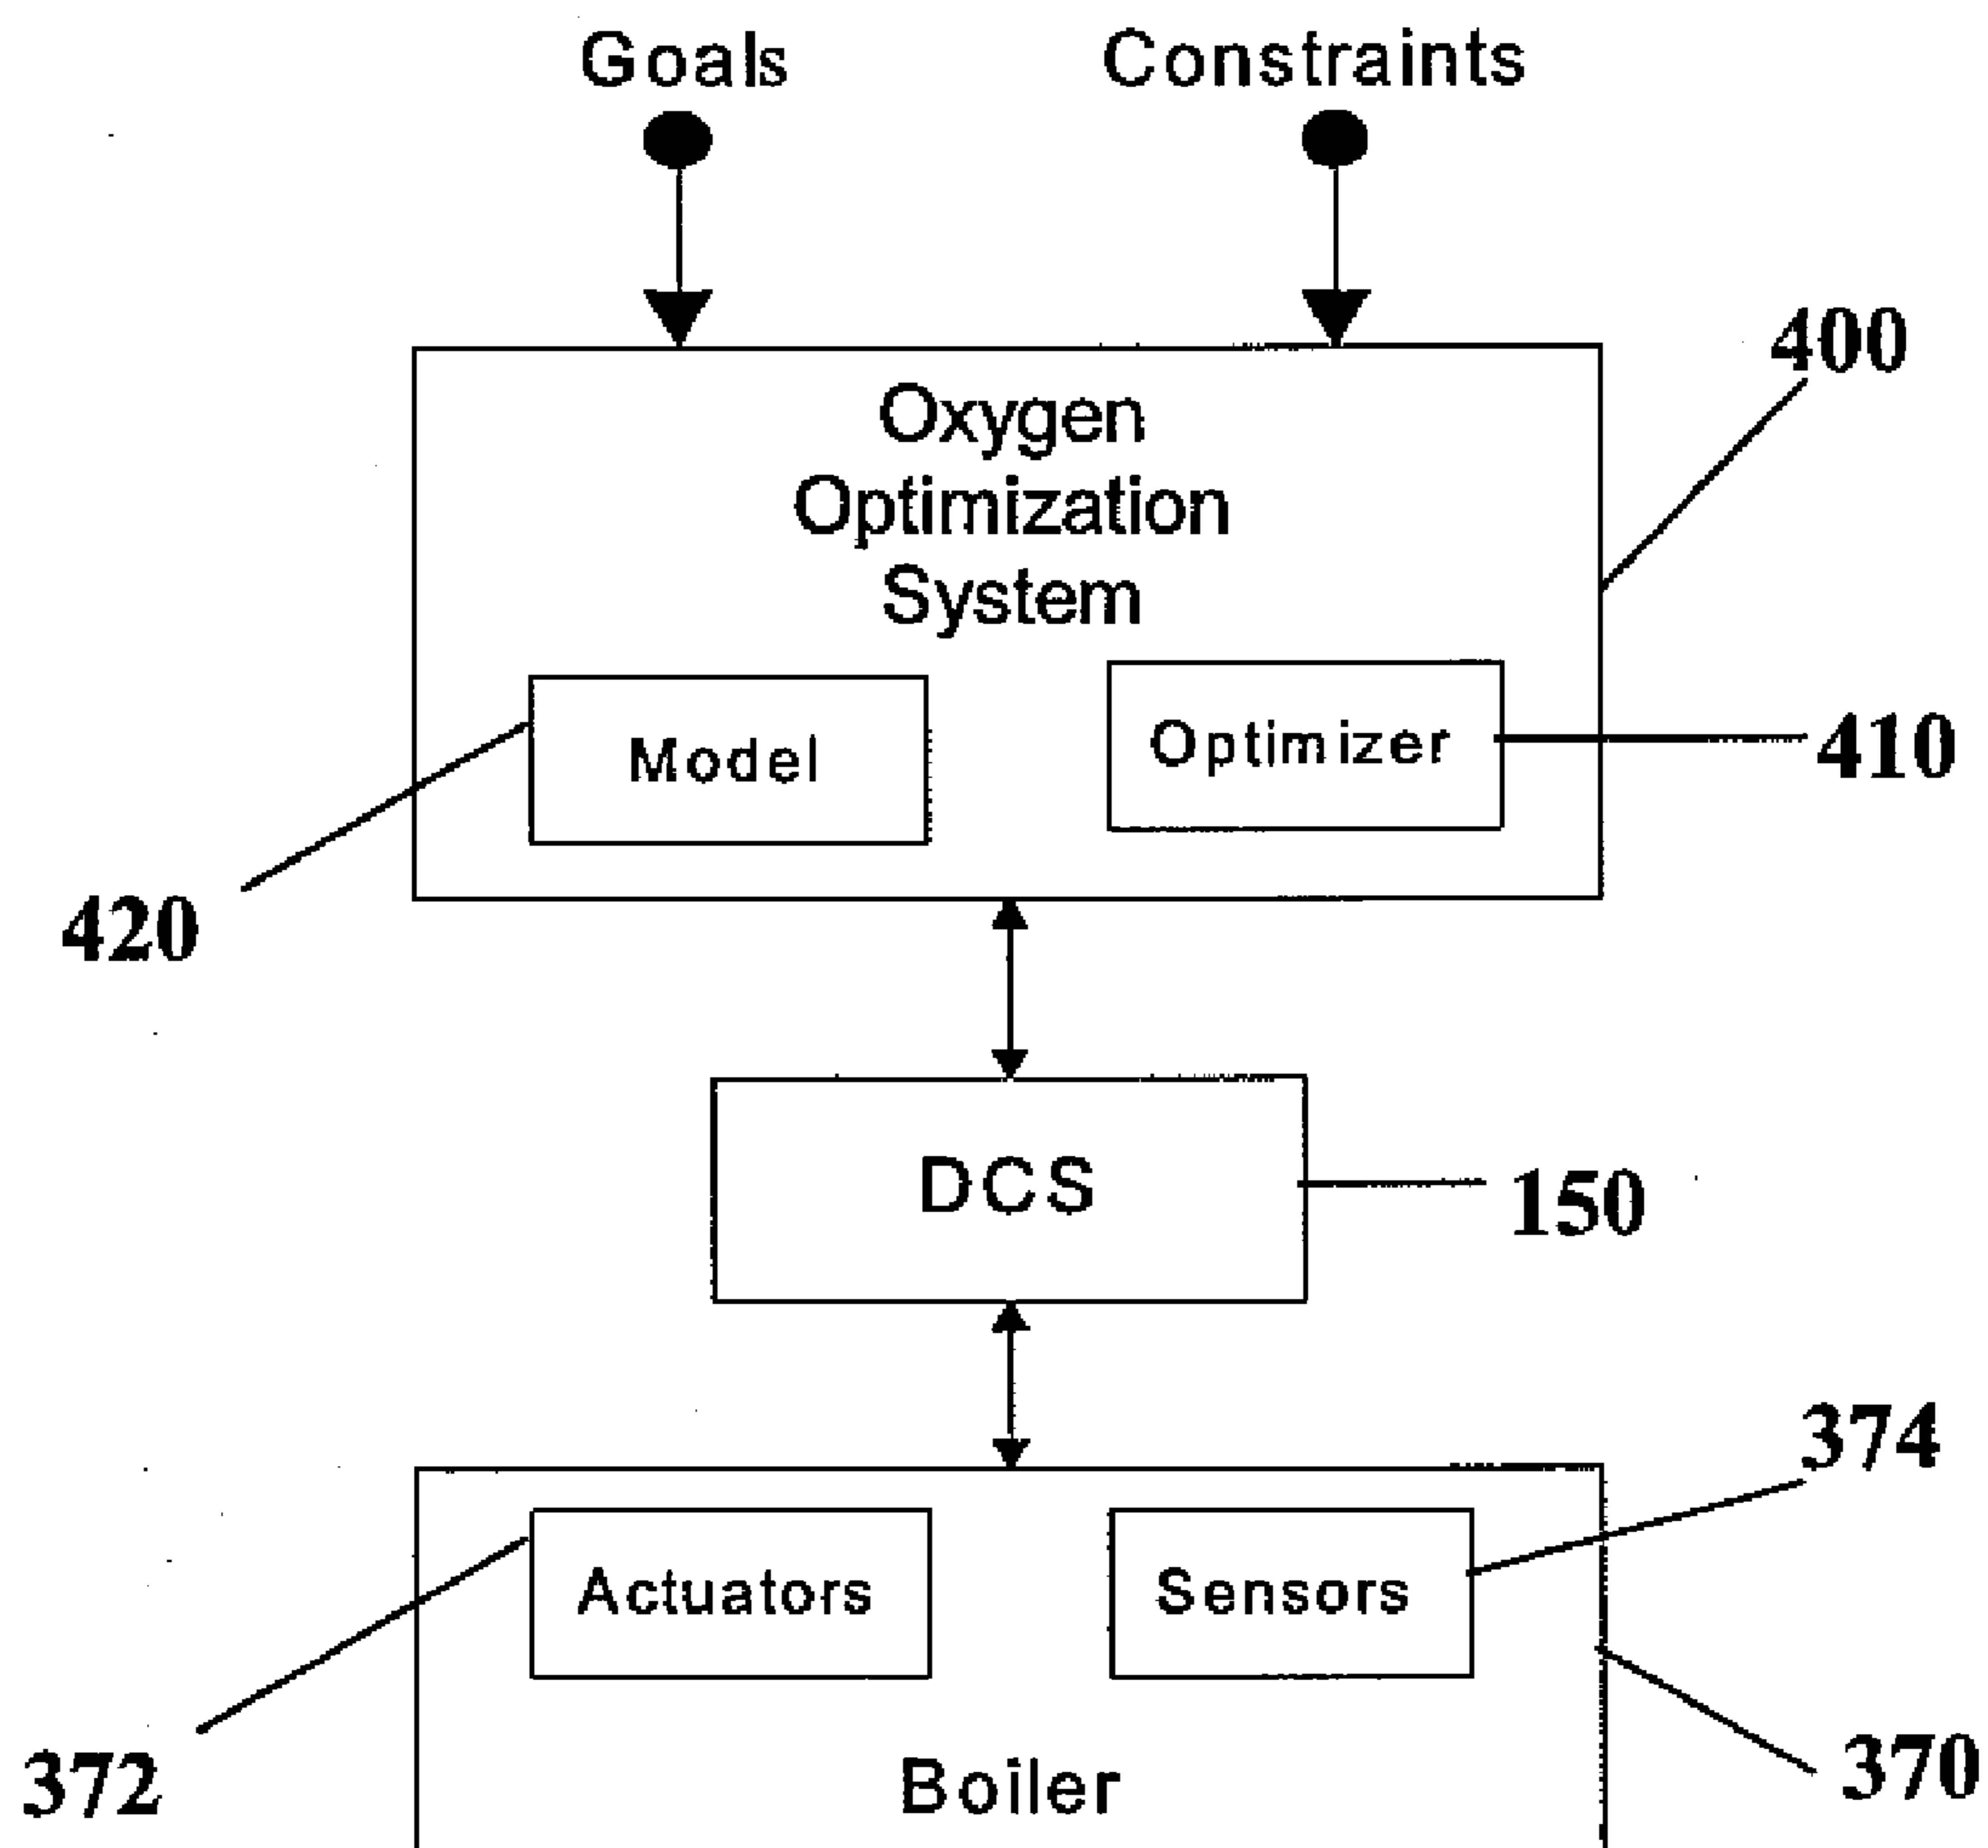 Goals
Constraints
400
Oxygen
Optimization
System
Model
Optimizer
410
420
DCS
150
374
Actuators
Sensors
372
Boiler
370